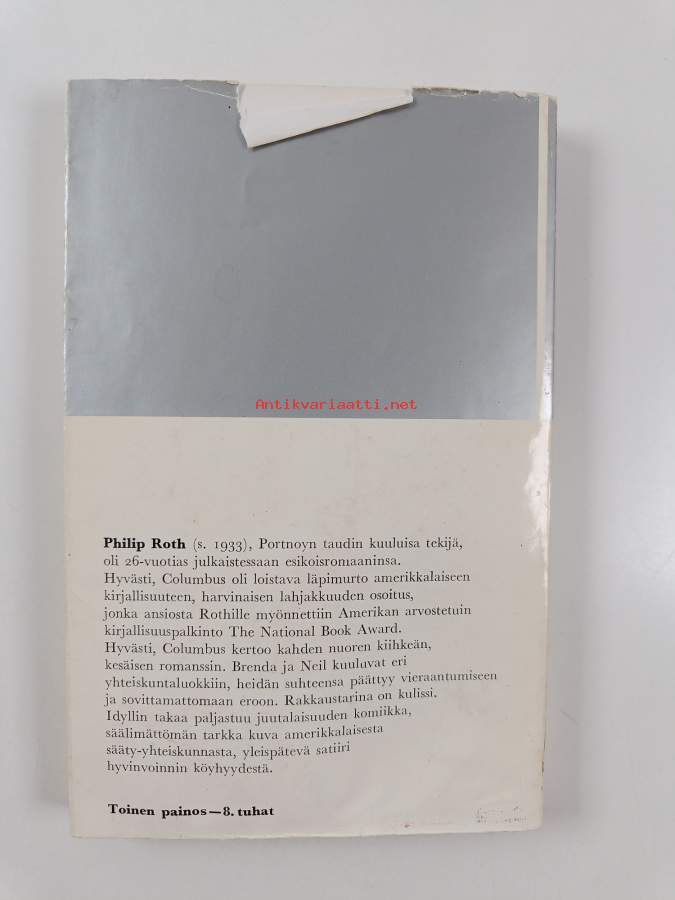 Antikvariaatti.net
Philip Roth (s. 1933), Portnoyn taudin kuuluisa tekijä,
oli 26-vuotias julkaistessaan esikoisromaaninsa.
Hyvästi, Columbus oli loistava läpimurto amerikkalaiseen
kirjallisuuteen, harvinaisen lahjakkuuden osoitus,
jonka ansiosta Rothille myönnettiin Amerikan arvostetuin
kirjallisuuspalkinto The National Book Award.
Hyvästi, Columbus kertoo kahden nuoren kiihkeän,
kesäisen romanssin. Brenda ja Neil kuuluvat eri
yhteiskuntaluokkiin, heidän suhteensa päättyy vieraantumiseen
ja sovittamattomaan eroon. Rakkaustarina on kulissi.
Idyllin takaa paljastuu juutalaisuuden komiikka,
säälimättömän tarkka kuva amerikkalaisesta
sääty-yhteiskunnasta, yleispätevä satiiri
hyvinvoinnin köyhyydestä.
Toinen painos—8. tuhat